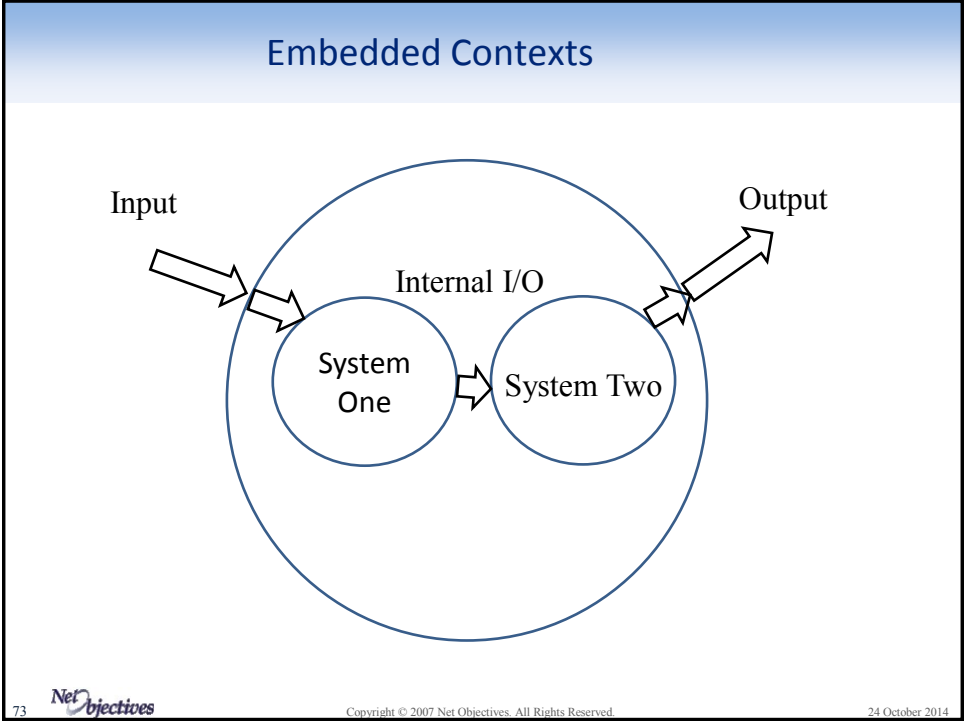 Embedded Contexts
Input
Output
Internal I/O
System
One
System Two
73
Net Objectives
Copyright © 2007 Net Objectives. All Rights Reserved.
24 October 2014